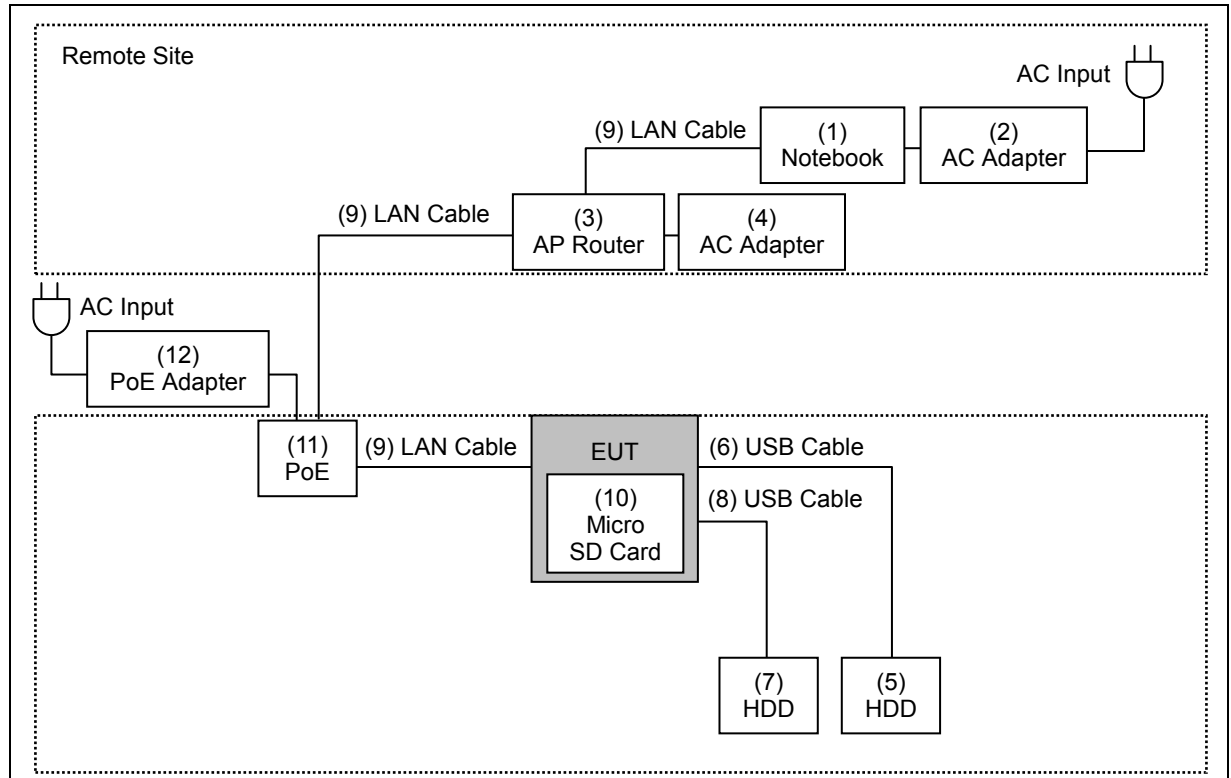 Remote Site
AC Input
(9) LAN Cable
(1)
Notebook
(2)
AC Adapter
(9) LAN Cable
(3)
AP Router
(4)
AC Adapter
AC Input
(12)
PoE Adapter
(11)
PoE
(9) LAN Cable
EUT
(6) USB Cable
(10)
Micro
SD Card
(8) USB Cable
(7)
HDD
(5)
HDD